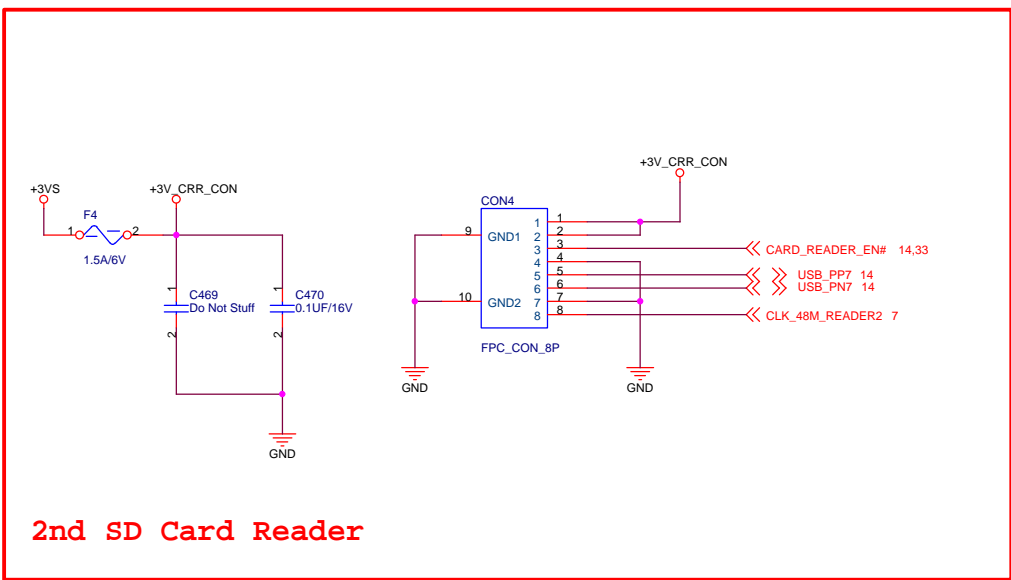 +3VS
+3V_CRR_CON
F4
1 2
1.5A/6V
1
C469
Do Not Stuff
2
1
C470
0.1UF/16V
2
GND
+3V_CRR_CON
CON4
9 GND1
10 GND2
1 1
2 2
3 3
4 4
5 5
6 6
7 7
8 8
FPC_CON_8P
CARD_READER_EN# 14,33
USB_PP7 14
USB_PN7 14
CLK_48M_READER2 7
GND
GND
2nd SD Card Reader